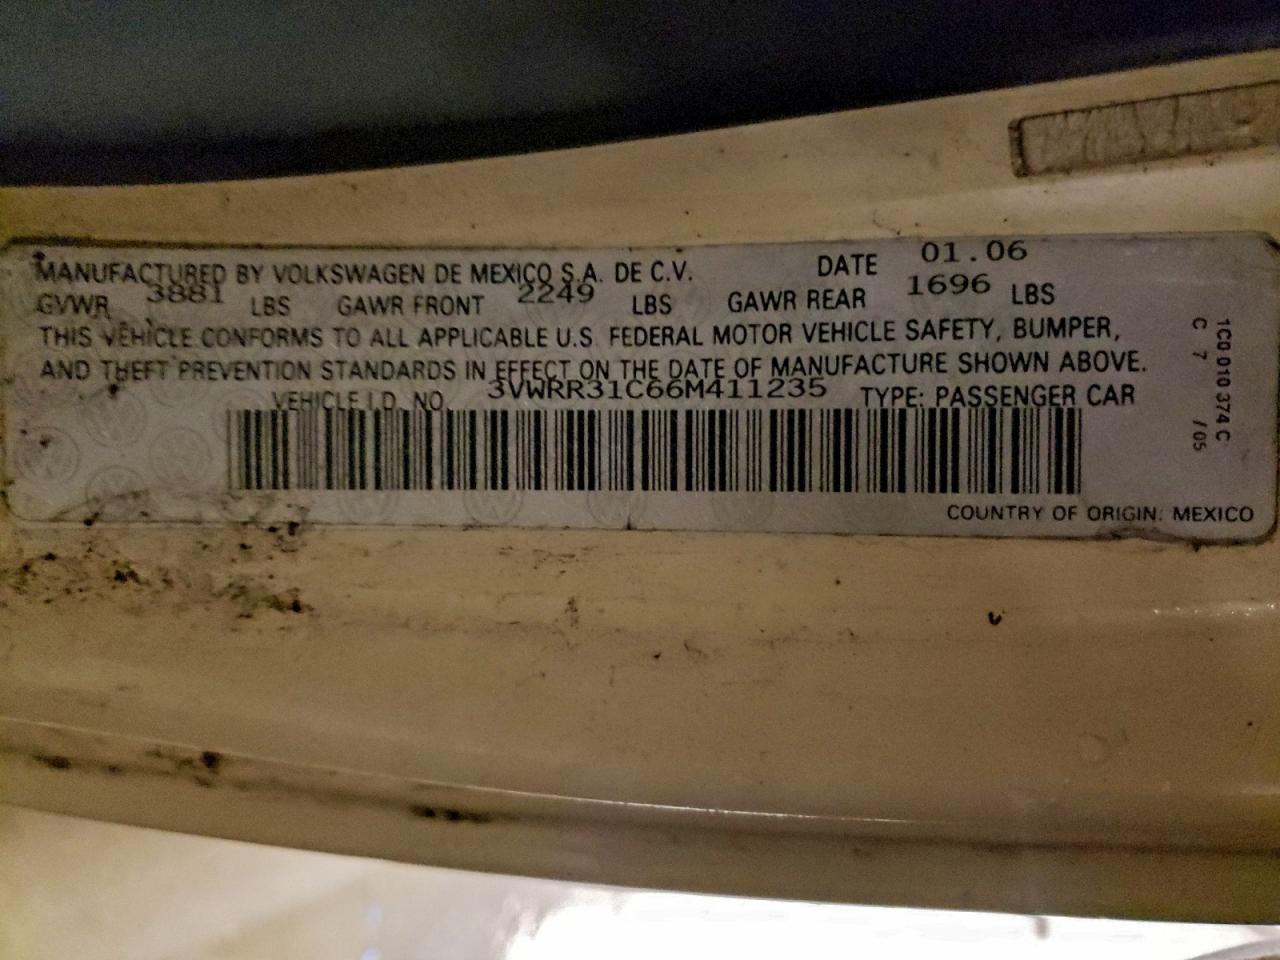 MANUFACTURED BY VOLKSWAGEN DE MEXICO S.A. DE C.V. DATE 01.06
GVWR 3881 LBS GAWR FRONT 2249 LBS GAWR REAR 1696 LBS
THIS VEHICLE CONFORMS TO ALL APPLICABLE U.S. FEDERAL MOTOR VEHICLE SAFETY, BUMPER,
AND THEFT PREVENTION STANDARDS IN EFFECT ON THE DATE OF MANUFACTURE SHOWN ABOVE.
VEHICLE I.D. NO. 3VWRR31C66M411235 TYPE: PASSENGER CAR
COUNTRY OF ORIGIN: MEXICO
1C0 010 374 C
C 7 /05